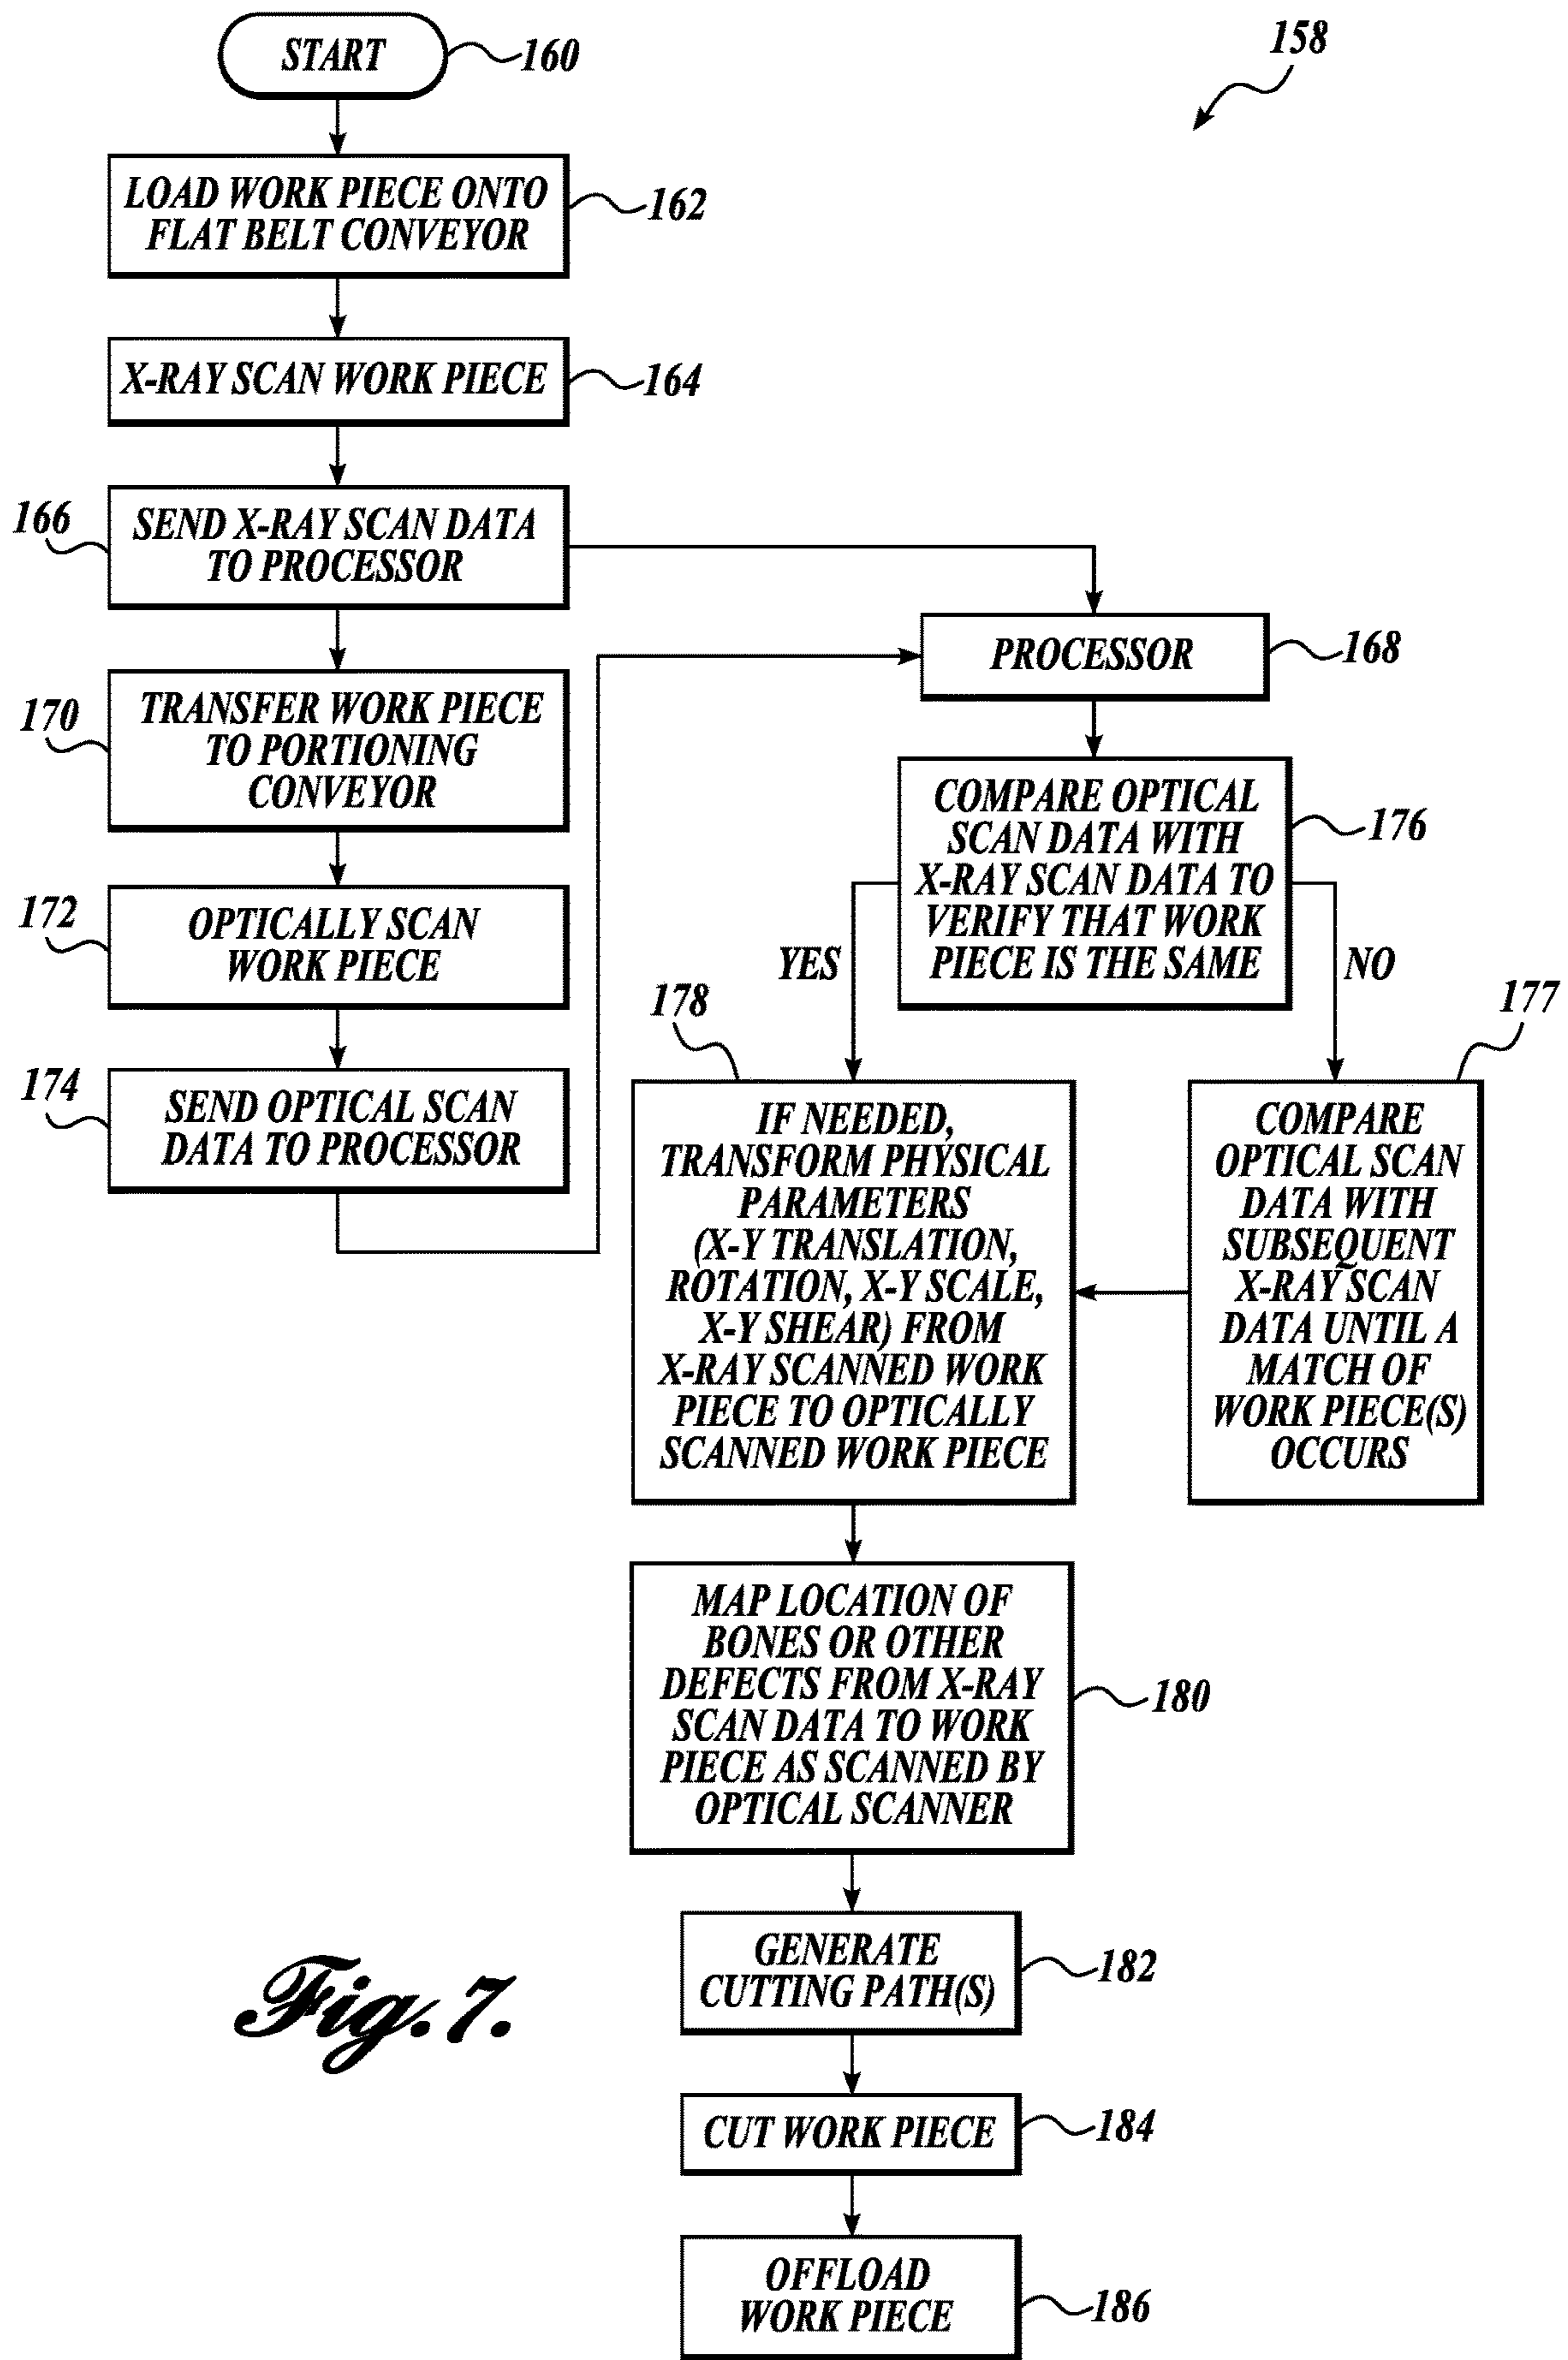 158
START
160
LOAD WORK PIECE ONTO
FLAT BELT CONVEYOR
162
X-RAY SCAN WORK PIECE
164
166
SEND X-RAY SCAN DATA
TO PROCESSOR
PROCESSOR
168
170
TRANSFER WORK PIECE
TO PORTIONING
CONVEYOR
172
OPTICALLY SCAN
WORK PIECE
174
SEND OPTICAL SCAN
DATA TO PROCESSOR
COMPARE OPTICAL
SCAN DATA WITH
X-RAY SCAN DATA TO
VERIFY THAT WORK
PIECE IS THE SAME
176
YES
NO
178
IF NEEDED,
TRANSFORM PHYSICAL
PARAMETERS
(X-Y TRANSLATION,
ROTATION, X-Y SCALE,
X-Y SHEAR) FROM
X-RAY SCANNED WORK
PIECE TO OPTICALLY
SCANNED WORK PIECE
177
COMPARE
OPTICAL SCAN
DATA WITH
SUBSEQUENT
X-RAY SCAN
DATA UNTIL A
MATCH OF
WORK PIECE(S)
OCCURS
MAP LOCATION OF
BONES OR OTHER
DEFECTS FROM X-RAY
SCAN DATA TO WORK
PIECE AS SCANNED BY
OPTICAL SCANNER
180
GENERATE
CUTTING PATH(S)
182
CUT WORK PIECE
184
OFFLOAD
WORK PIECE
186
Fig. 7.